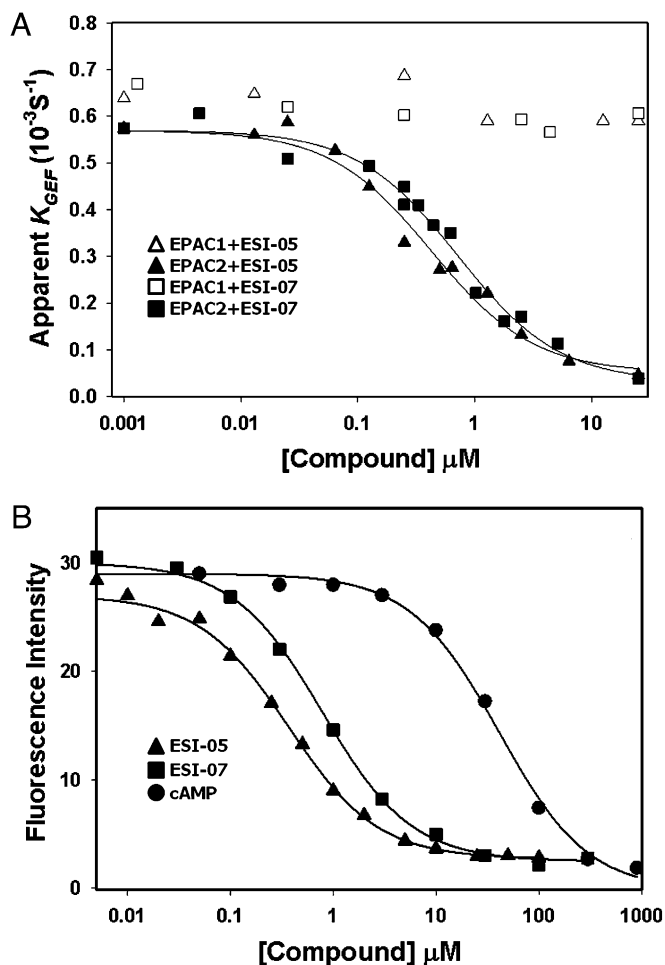 A
0.8
0.7
0.6
0.5
0.4
0.3
0.2
0.1
0.0
Apparent K_GEF (10⁻³S⁻¹)
EPAC1+ESI-05
EPAC2+ESI-05
EPAC1+ESI-07
EPAC2+ESI-07
0.001 0.01 0.1 1 10
[Compound] μM
B
30
20
10
0
Fluorescence Intensity
ESI-05
ESI-07
cAMP
0.01 0.1 1 10 100 1000
[Compound] μM